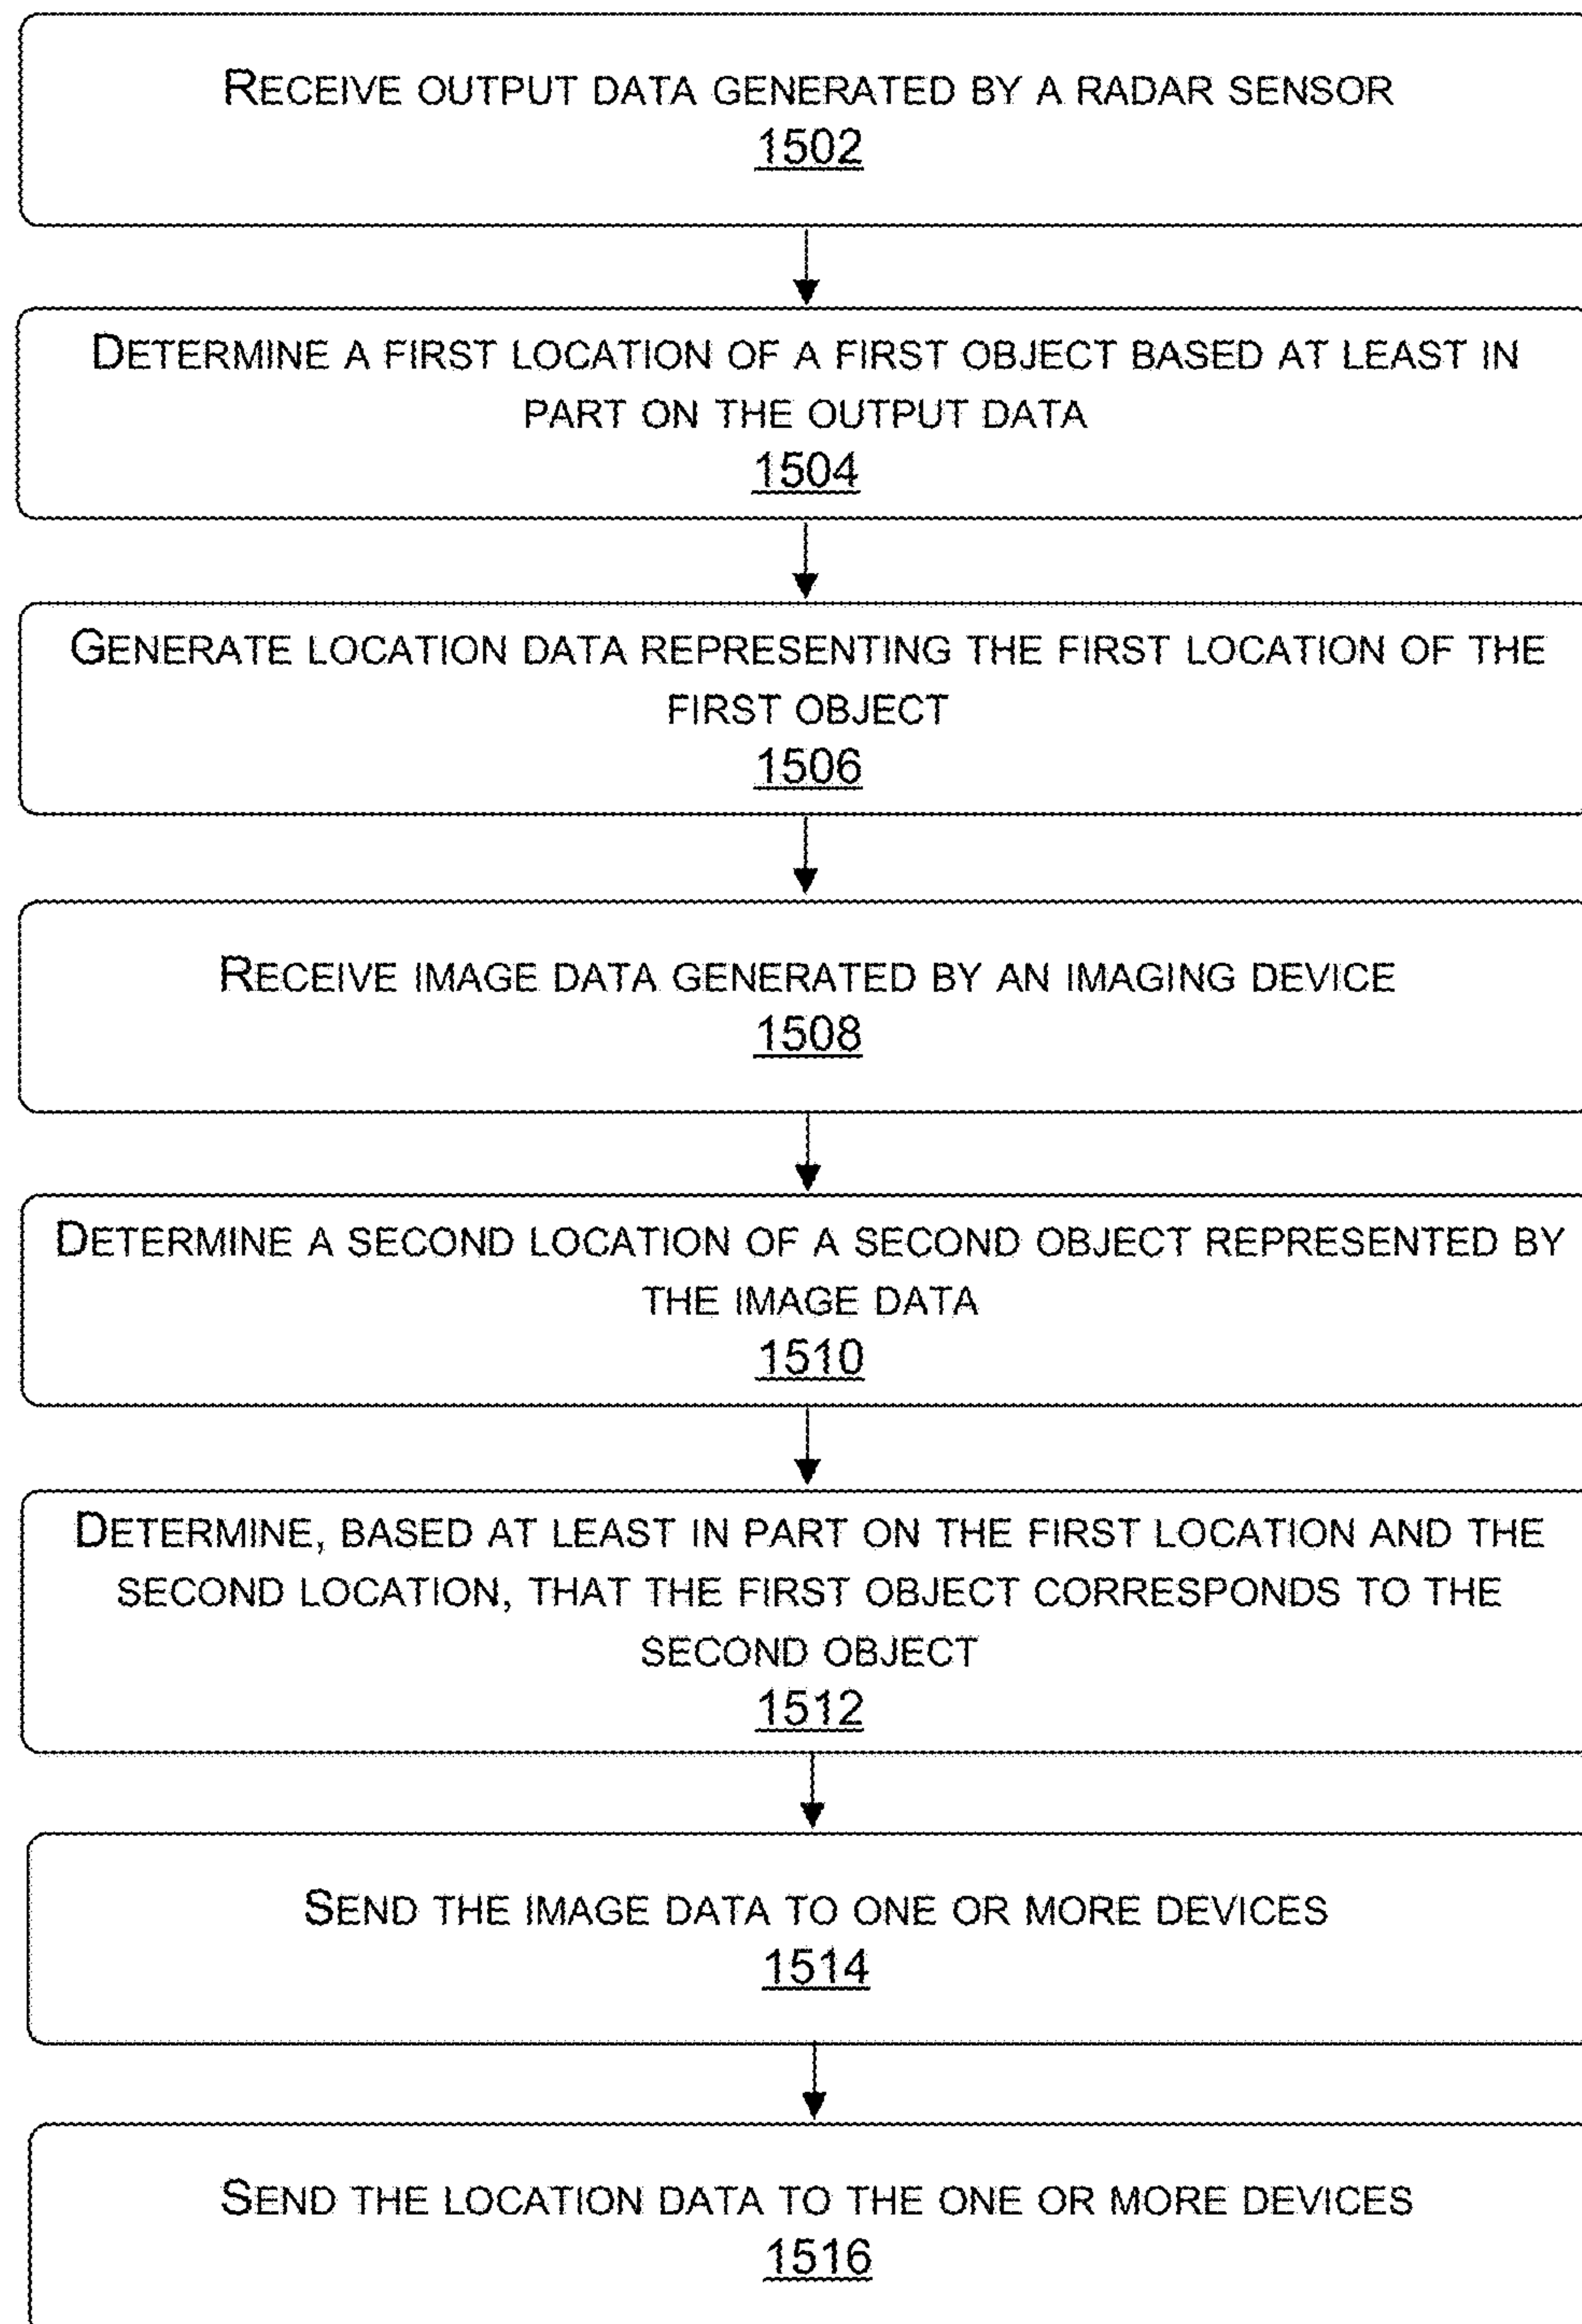 RECEIVE OUTPUT DATA GENERATED BY A RADAR SENSOR
1502
DETERMINE A FIRST LOCATION OF A FIRST OBJECT BASED AT LEAST IN
PART ON THE OUTPUT DATA
1504
GENERATE LOCATION DATA REPRESENTING THE FIRST LOCATION OF THE
FIRST OBJECT
1506
RECEIVE IMAGE DATA GENERATED BY AN IMAGING DEVICE
1508
DETERMINE A SECOND LOCATION OF A SECOND OBJECT REPRESENTED BY
THE IMAGE DATA
1510
DETERMINE, BASED AT LEAST IN PART ON THE FIRST LOCATION AND THE
SECOND LOCATION, THAT THE FIRST OBJECT CORRESPONDS TO THE
SECOND OBJECT
1512
SEND THE IMAGE DATA TO ONE OR MORE DEVICES
1514
SEND THE LOCATION DATA TO THE ONE OR MORE DEVICES
1516